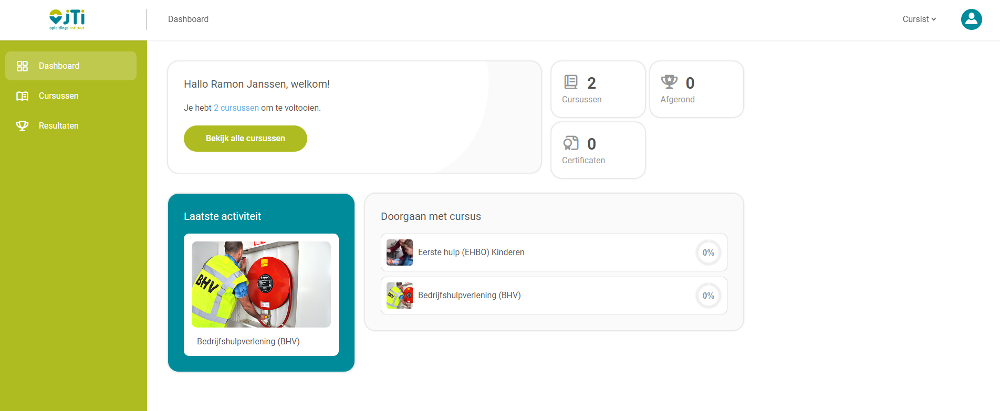 jTi
opleidingsinstituut
Dashboard
Cursist
Dashboard
Cursussen
Resultaten
Hallo Ramon Janssen, welkom!
Je hebt 2 cursussen om te voltooien.
Bekijk alle cursussen
2
Cursussen
0
Afgerond
0
Certificaten
Laatste activiteit
BHV
ajax
Bedrijfshulpverlening (BHV)
Doorgaan met cursus
Eerste hulp (EHBO) Kinderen
0%
BHV
Bedrijfshulpverlening (BHV)
0%